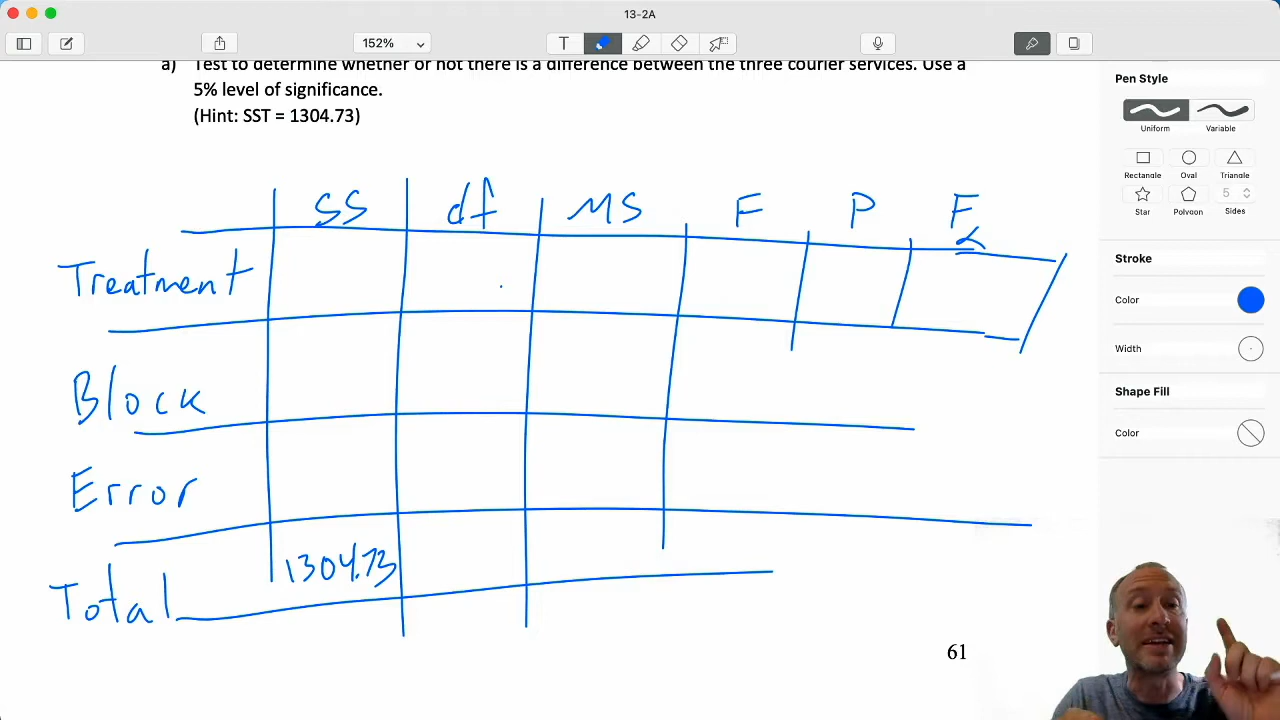 13-2A
152%
T
a) Test to determine whether or not there is a difference between the three courier services. Use a
5% level of significance.
(Hint: SST = 1304.73)
SS df MS F P Fα
Treatment
Block
Error
Total 1304.73
61
Pen Style
Uniform Variable
Rectangle Oval Triangle
Star Polygon 5 Sides
Stroke
Color
Width
Shape Fill
Color